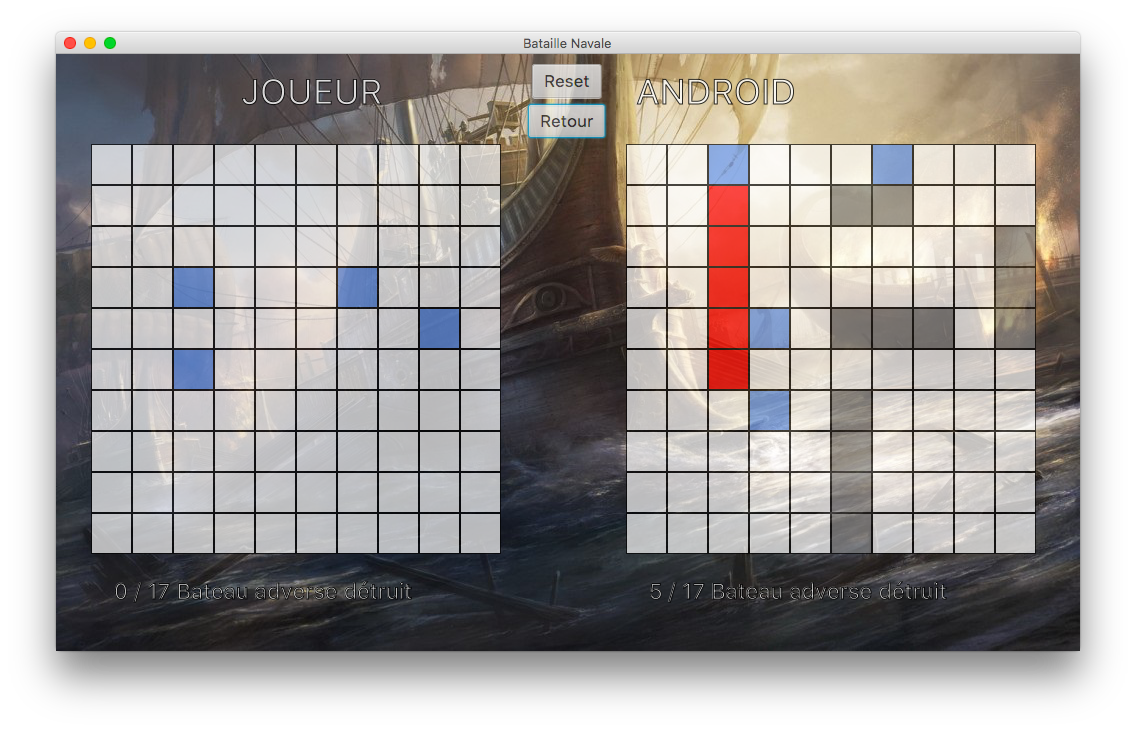 Bataille Navale
JOUEUR
Reset
ANDROID
Retour
0 / 17 Bateau adverse détruit
5 / 17 Bateau adverse détruit